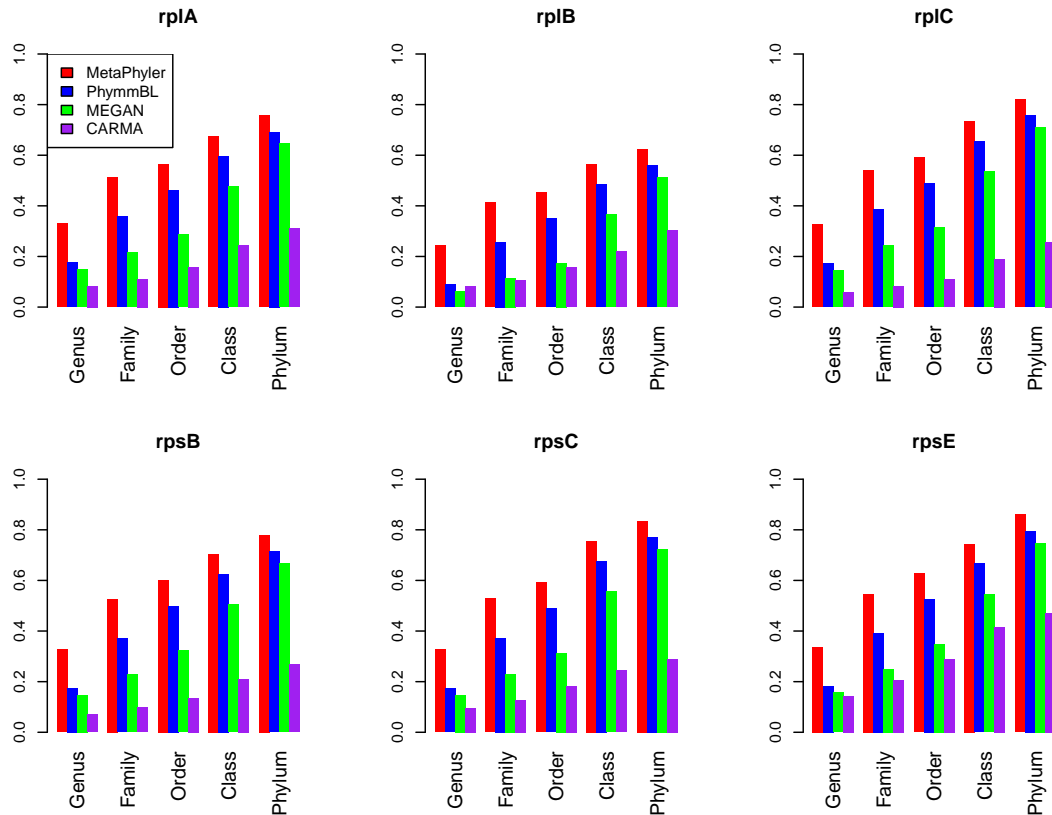 rplA
rplB
rplC
1.0
0.8
0.6
0.4
0.2
0.0
MetaPhyler
PhymmBL
MEGAN
CARMA
Genus
Family
Order
Class
Phylum
1.0
0.8
0.6
0.4
0.2
0.0
Genus
Family
Order
Class
Phylum
1.0
0.8
0.6
0.4
0.2
0.0
Genus
Family
Order
Class
Phylum
rpsB
rpsC
rpsE
1.0
0.8
0.6
0.4
0.2
0.0
Genus
Family
Order
Class
Phylum
1.0
0.8
0.6
0.4
0.2
0.0
Genus
Family
Order
Class
Phylum
1.0
0.8
0.6
0.4
0.2
0.0
Genus
Family
Order
Class
Phylum